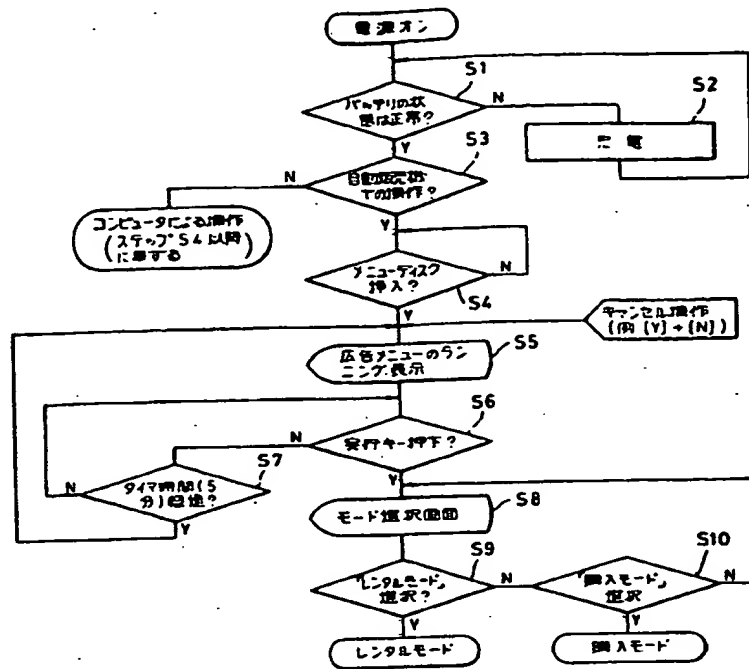 電源オン
S1
バッテリの状
態は正常?
N
S2
充電
Y
S3
自動販売機
での操作?
N
コンピュータによる操作
(ステップS4以降
に準ずる)
Y
メニューディスク
挿入?
N
S4
Y
キャンセル操作
(例 [Y]+[N])
広告メニューのラン
ニング表示
S5
S6
実行キー押下?
N
S7
タイマ時間(5
分)経過?
N
Y
Y
モード選択画面
S8
S9
「レンタルモード」
選択?
N
S10
「購入モード」
選択
N
Y
Y
レンタルモード
購入モード